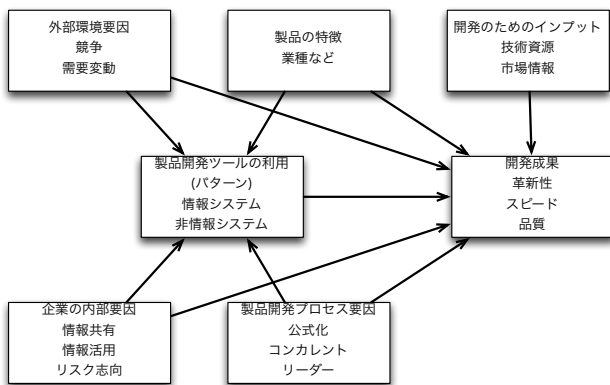 外部環境要因
競争
需要変動
製品の特徴
業種など
開発のためのインプット
技術資源
市場情報
製品開発ツールの利用
(パターン)
情報システム
非情報システム
開発成果
革新性
スピード
品質
企業の内部要因
情報共有
情報活用
リスク志向
製品開発プロセス要因
公式化
コンカレント
リーダー